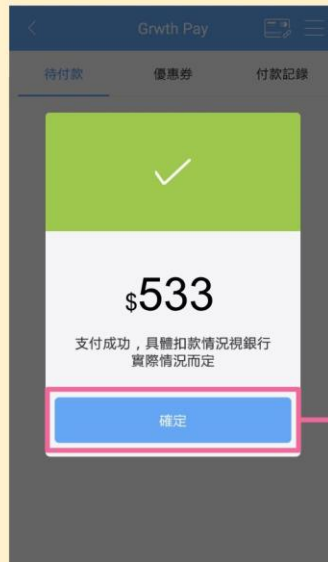 Grwth Pay
待付款 優惠券 付款記錄
$533
支付成功，具體扣款情況視銀行
實際情況而定
確定